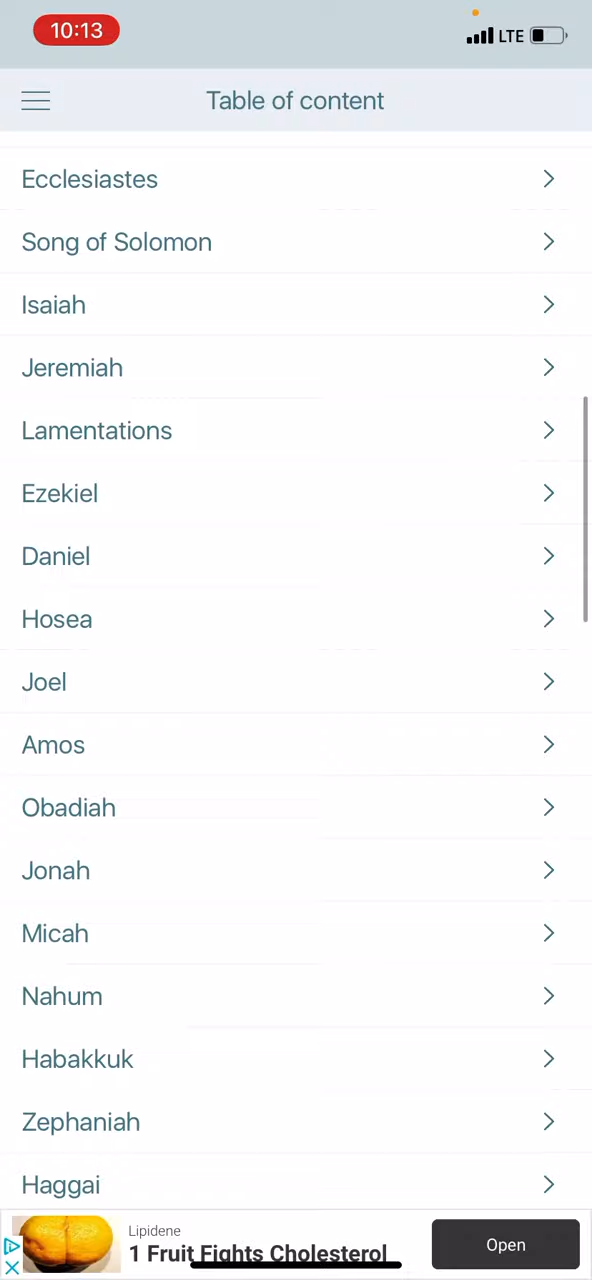 10:13
LTE
Table of content
Ecclesiastes
Song of Solomon
Isaiah
Jeremiah
Lamentations
Ezekiel
Daniel
Hosea
Joel
Amos
Obadiah
Jonah
Micah
Nahum
Habakkuk
Zephaniah
Haggai
Lipidene
1 Fruit Fights Cholesterol
Open